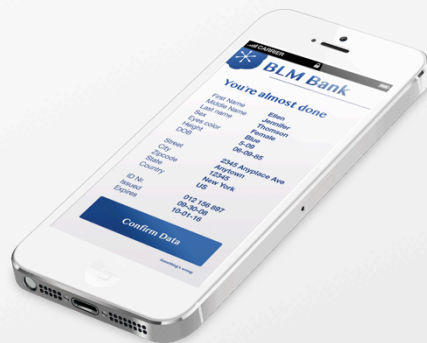 CARRIER
BLM Bank
You're almost done
First Name Ellen
Middle Name Jennifer
Last name Thomson
Sex Female
Eyes color Blue
Height 5-09
DOB 06-09-85
Street 2345 Anyplace Ave
City Anytown
Zipcode 12345
State New York
Country US
ID Nr. 012 156 897
Issued 09-30-08
Expires 10-01-16
Confirm Data
Something's wrong